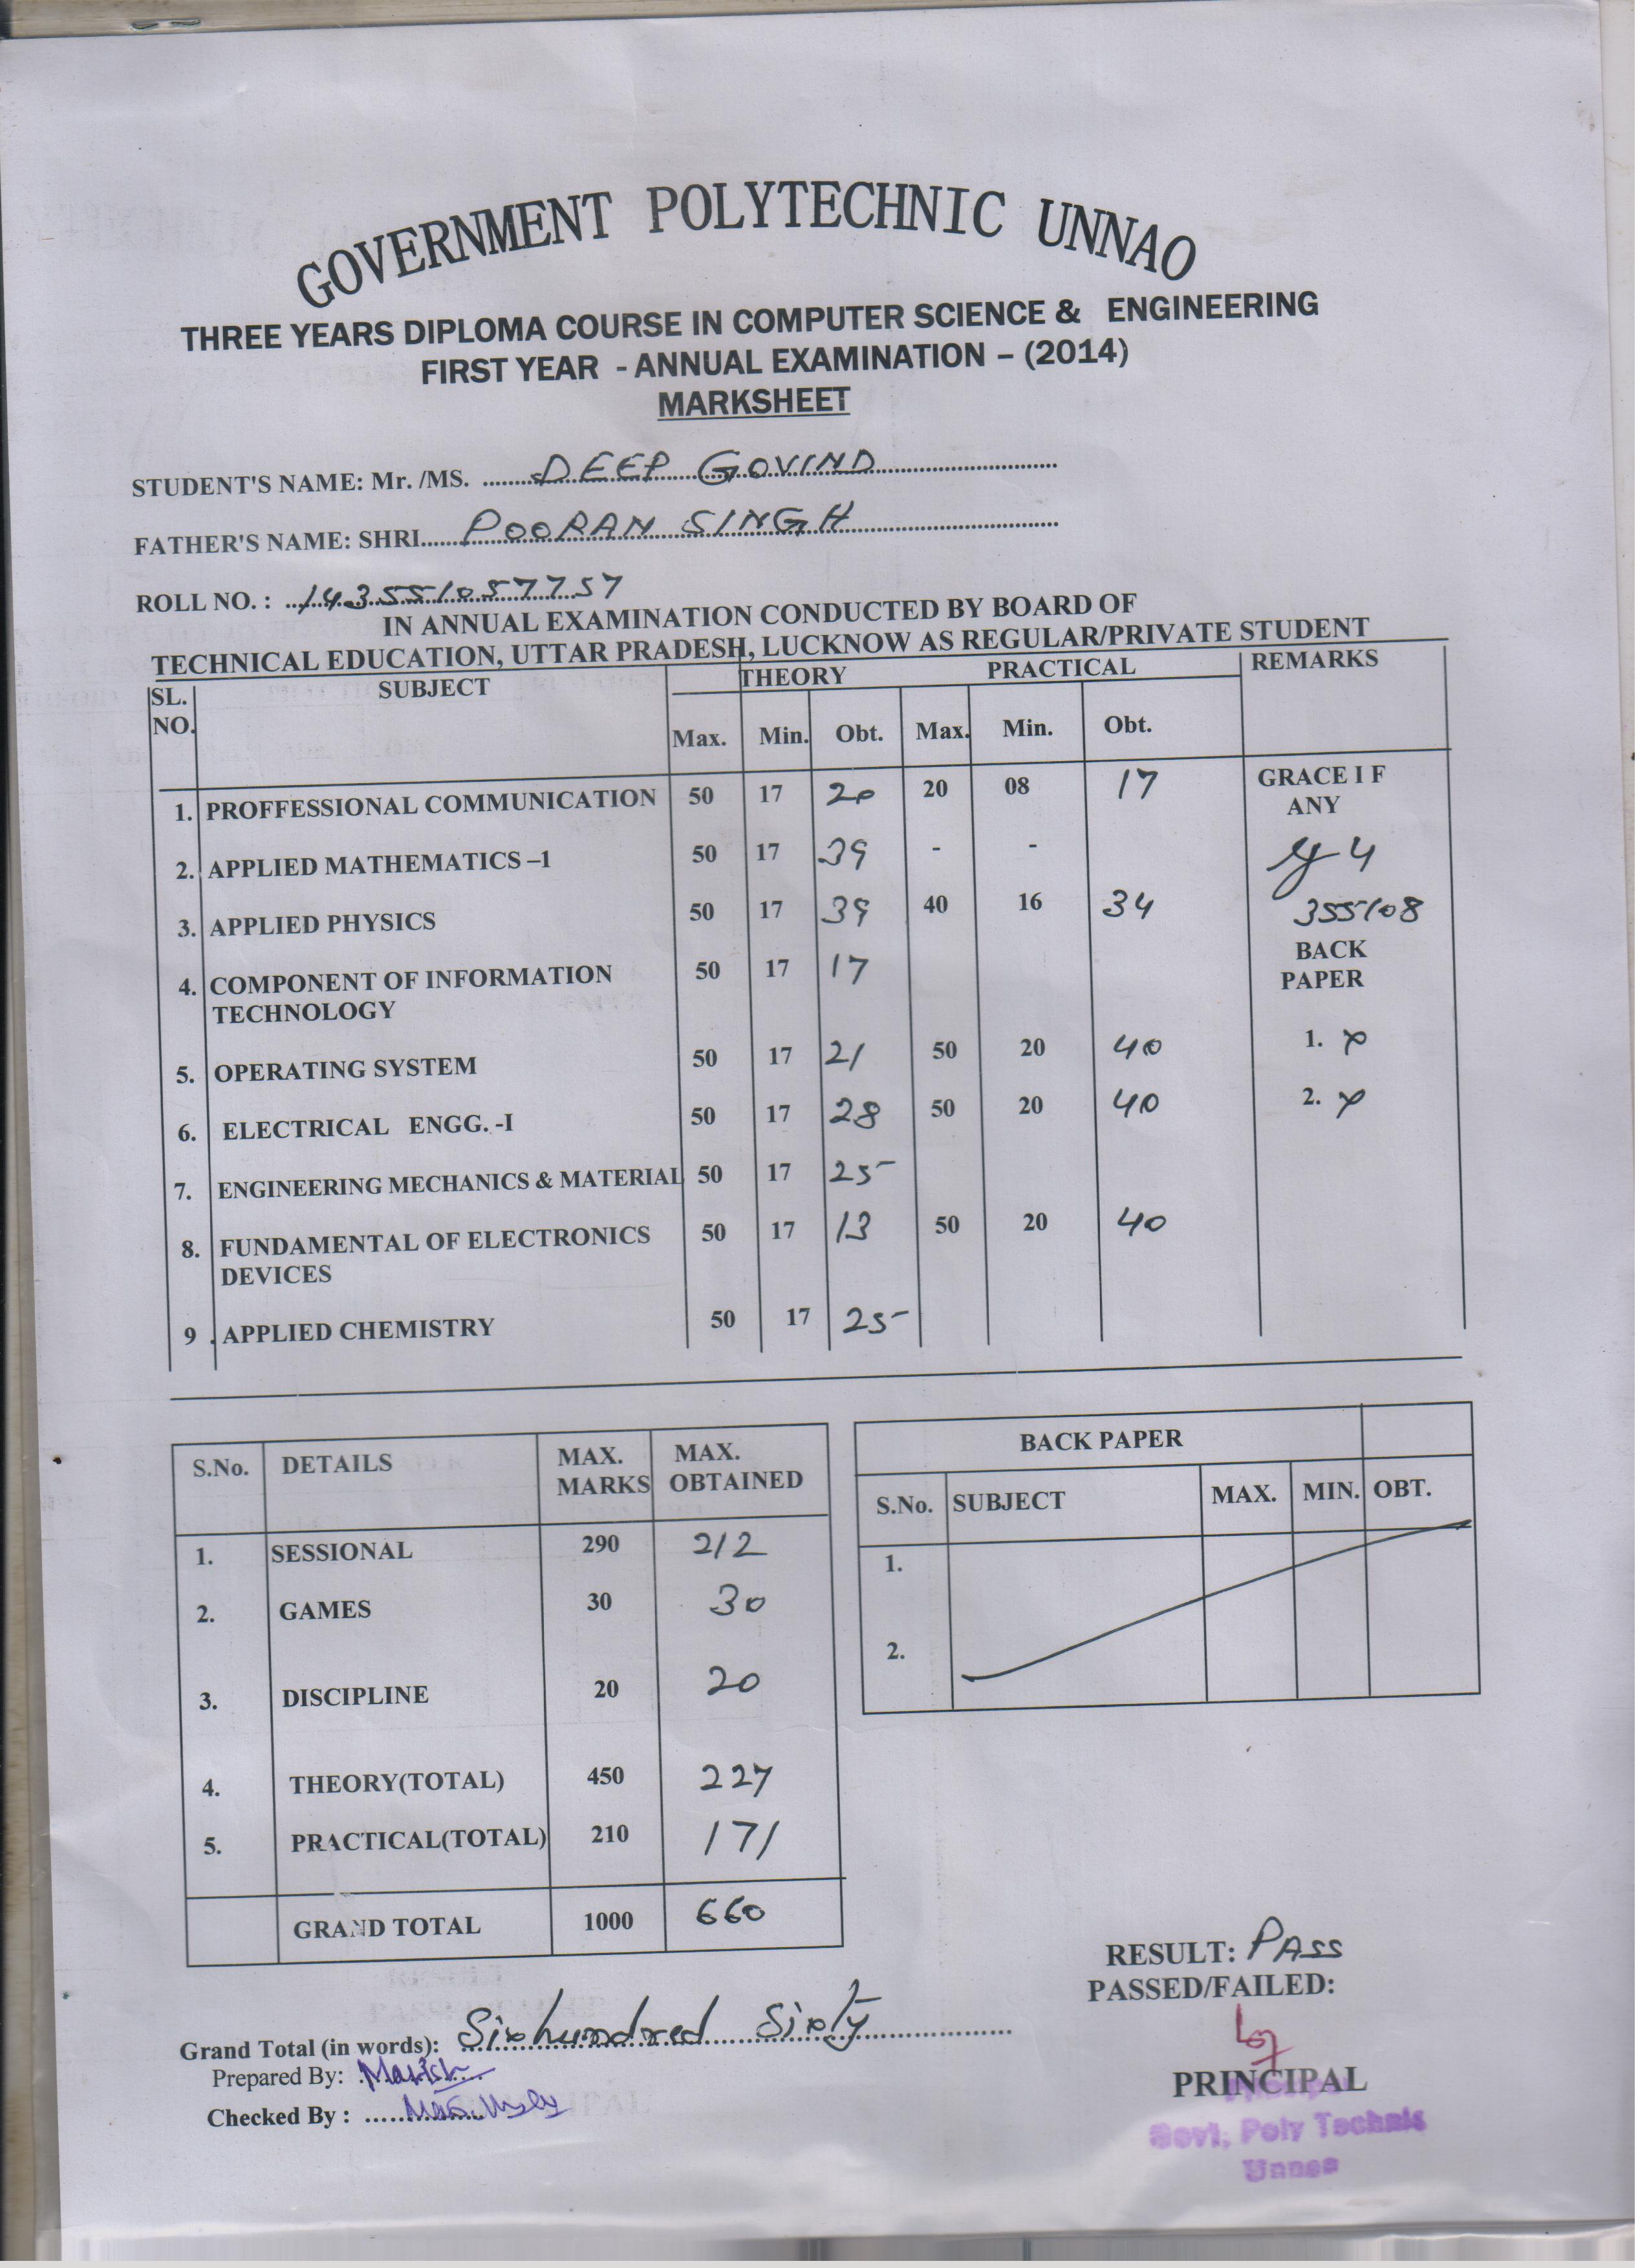 GOVERNMENT POLYTECHNIC UNNAO
THREE YEARS DIPLOMA COURSE IN COMPUTER SCIENCE & ENGINEERING
FIRST YEAR - ANNUAL EXAMINATION – (2014)
MARKSHEET
STUDENT'S NAME: Mr. /MS. DEEP GOVIND
FATHER'S NAME: SHRI POORAN SINGH
ROLL NO. : 143551057757
IN ANNUAL EXAMINATION CONDUCTED BY BOARD OF
TECHNICAL EDUCATION, UTTAR PRADESH, LUCKNOW AS REGULAR/PRIVATE STUDENT
SL. NO. SUBJECT THEORY PRACTICAL REMARKS
Max. Min. Obt. Max. Min. Obt.
1. PROFFESSIONAL COMMUNICATION 50 17 20 20 08 17 GRACE I F
ANY
2. APPLIED MATHEMATICS –1 50 17 39 - - 4
3. APPLIED PHYSICS 50 17 39 40 16 34 355108
BACK
4. COMPONENT OF INFORMATION 50 17 17 PAPER
TECHNOLOGY
5. OPERATING SYSTEM 50 17 21 50 20 40 1. x
6. ELECTRICAL ENGG. -I 50 17 28 50 20 40 2. x
7. ENGINEERING MECHANICS & MATERIAL 50 17 25
8. FUNDAMENTAL OF ELECTRONICS 50 17 13 50 20 40
DEVICES
9 . APPLIED CHEMISTRY 50 17 25
S.No. DETAILS MAX. MARKS MAX. OBTAINED
1. SESSIONAL 290 212
2. GAMES 30 30
3. DISCIPLINE 20 20
4. THEORY(TOTAL) 450 227
5. PRACTICAL(TOTAL) 210 171
GRAND TOTAL 1000 660
BACK PAPER
S.No. SUBJECT MAX. MIN. OBT.
1.
2.
RESULT: PASS
PASSED/FAILED:
Grand Total (in words): Six hundred Sixty
Prepared By: Manish
Checked By :
PRINCIPAL
Principal
Govt. Poly Technic
Unnao